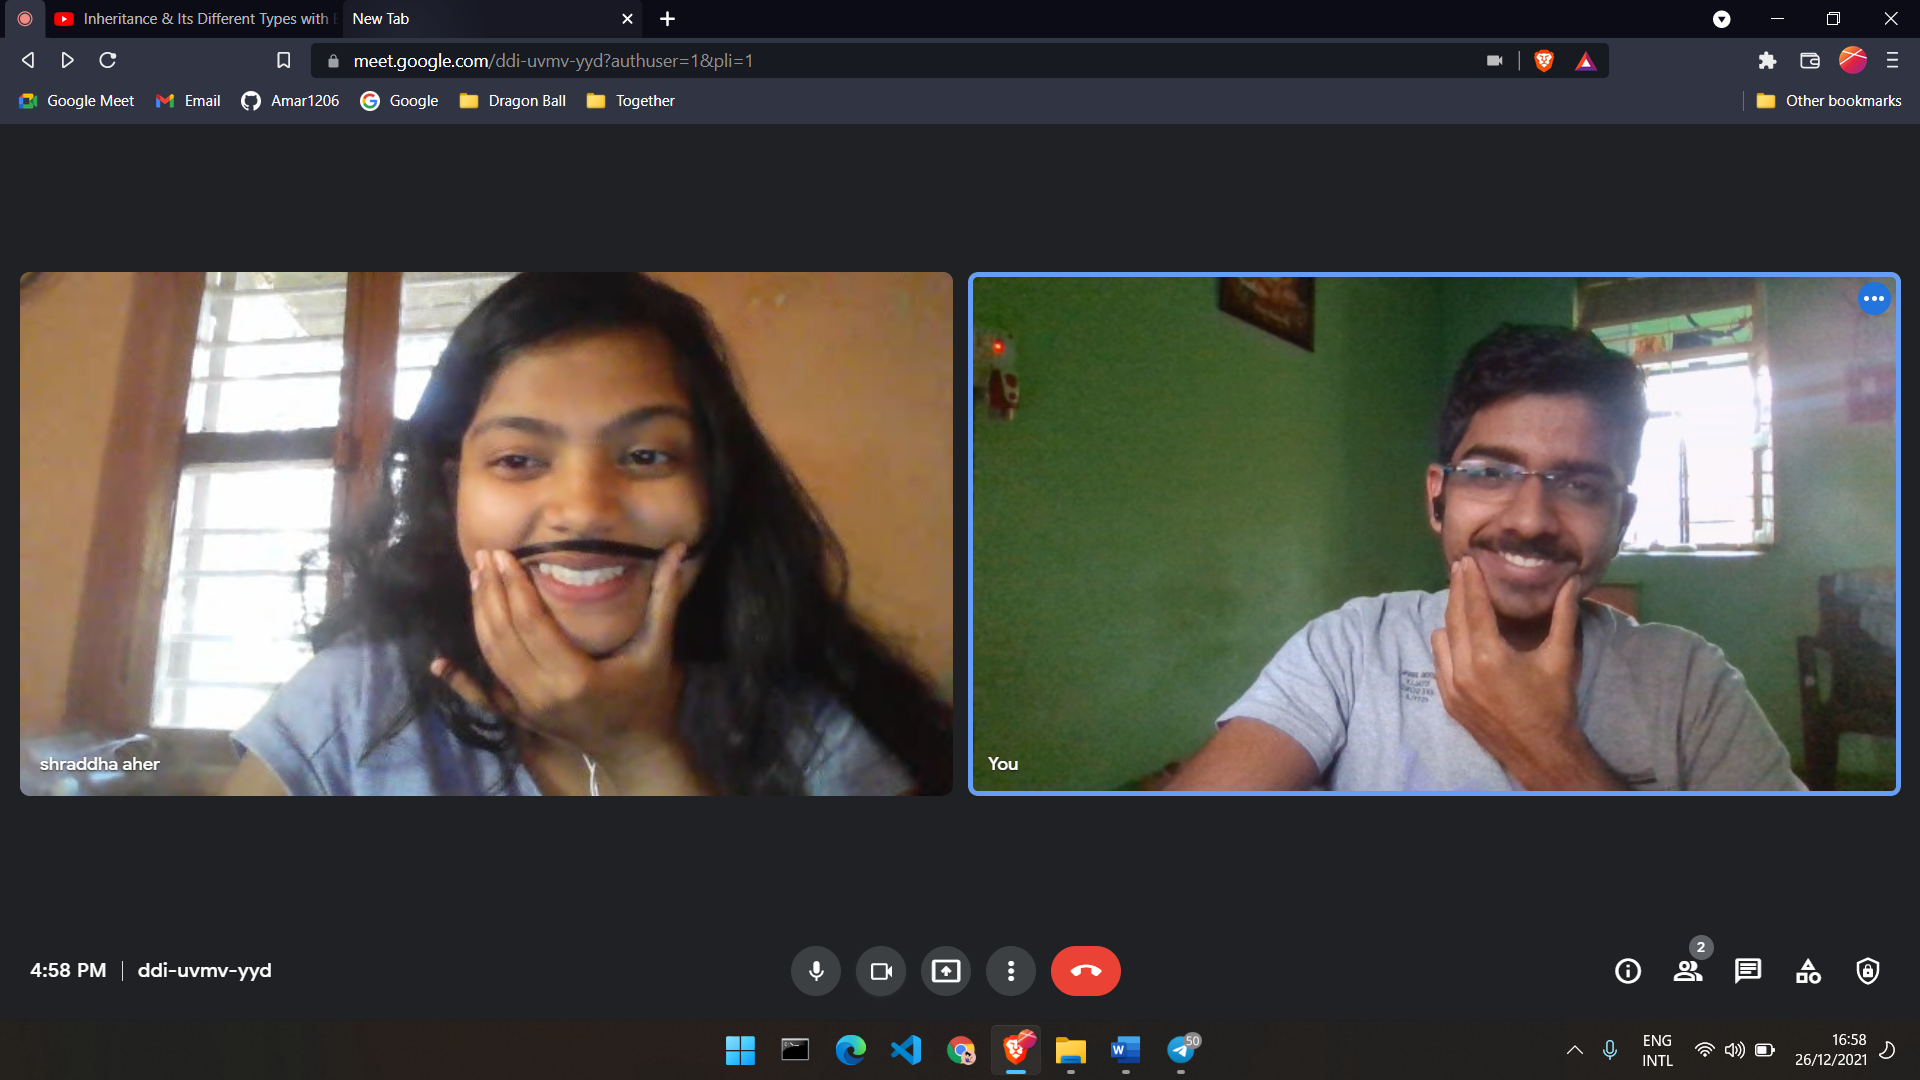 Inheritance & Its Different Types with
New Tab
meet.google.com/ddi-uvmv-yyd?authuser=1&pli=1
Google Meet
Email
Amar1206
Google
Dragon Ball
Together
Other bookmarks
shraddha aher
You
4:58 PM
ddi-uvmv-yyd
2
50
ENG
INTL
16:58
26/12/2021